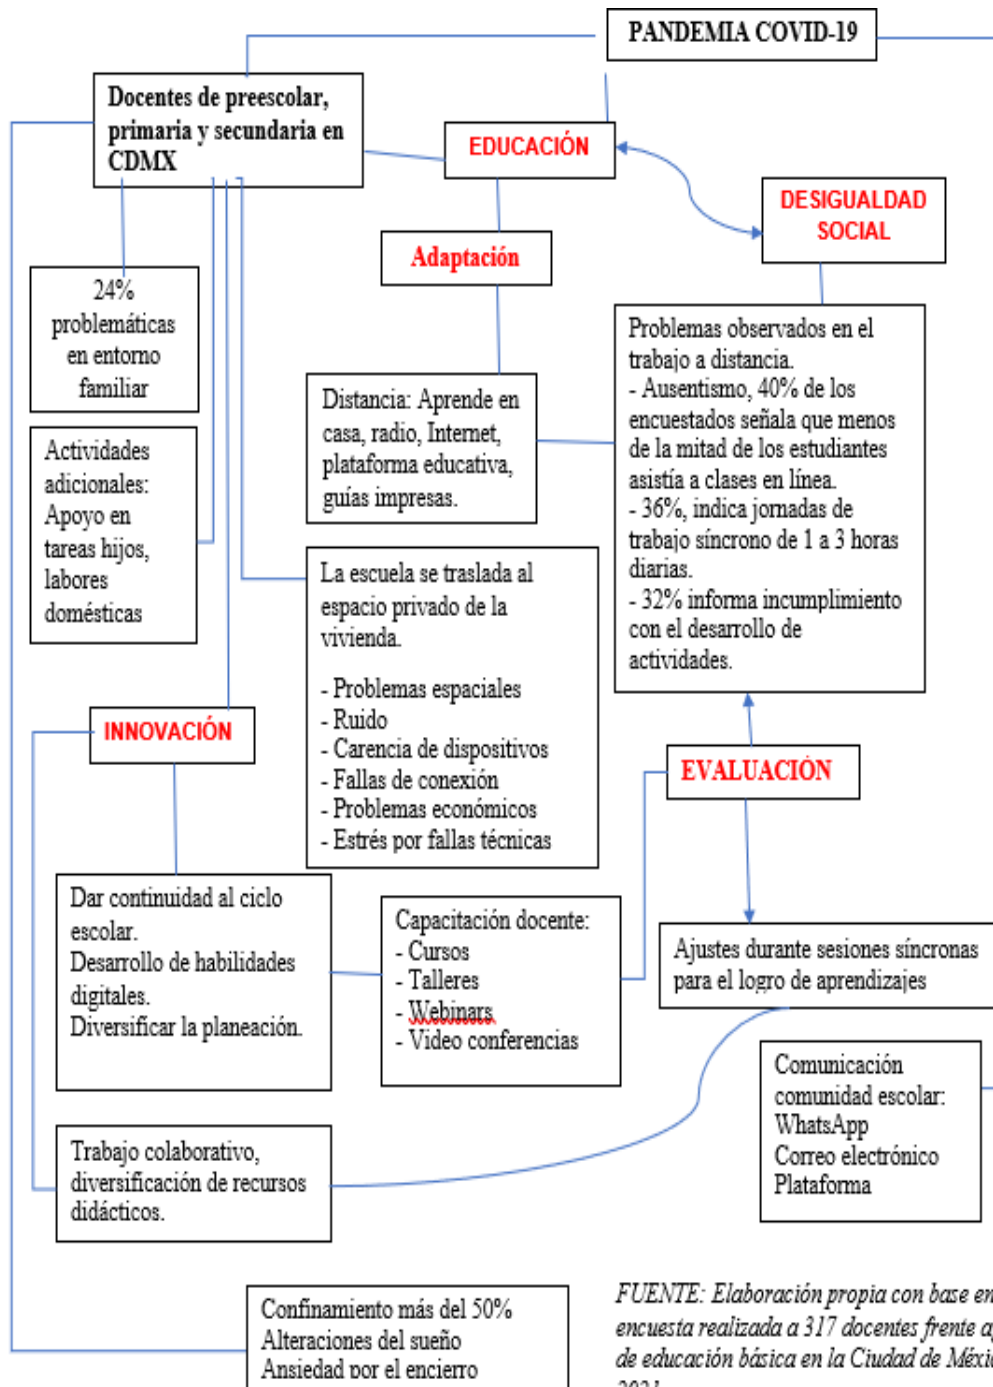 PANDEMIA COVID-19
Docentes de preescolar,
primaria y secundaria en
CDMX
EDUCACIÓN
DESIGUALDAD
SOCIAL
Adaptación
24%
problemáticas
en entorno
familiar
Problemas observados en el
trabajo a distancia.
- Ausentismo, 40% de los
encuestados señala que menos
de la mitad de los estudiantes
asistía a clases en línea.
- 36%, indica jornadas de
trabajo síncrono de 1 a 3 horas
diarias.
- 32% informa incumplimiento
con el desarrollo de
actividades.
Distancia: Aprende en
casa, radio, Internet,
plataforma educativa,
guías impresas.
Actividades
adicionales:
Apoyo en
tareas hijos,
labores
domésticas
La escuela se traslada al
espacio privado de la
vivienda.
- Problemas espaciales
- Ruido
- Carencia de dispositivos
- Fallas de conexión
- Problemas económicos
- Estrés por fallas técnicas
INNOVACIÓN
EVALUACIÓN
Dar continuidad al ciclo
escolar.
Desarrollo de habilidades
digitales.
Diversificar la planeación.
Capacitación docente:
- Cursos
- Talleres
- Webinars
- Video conferencias
Ajustes durante sesiones síncronas
para el logro de aprendizajes
Comunicación
comunidad escolar:
WhatsApp
Correo electrónico
Plataforma
Trabajo colaborativo,
diversificación de recursos
didácticos.
Confinamiento más del 50%
Alteraciones del sueño
Ansiedad por el encierro
FUENTE: Elaboración propia con base en
encuesta realizada a 317 docentes frente
de educación básica en la Ciudad de